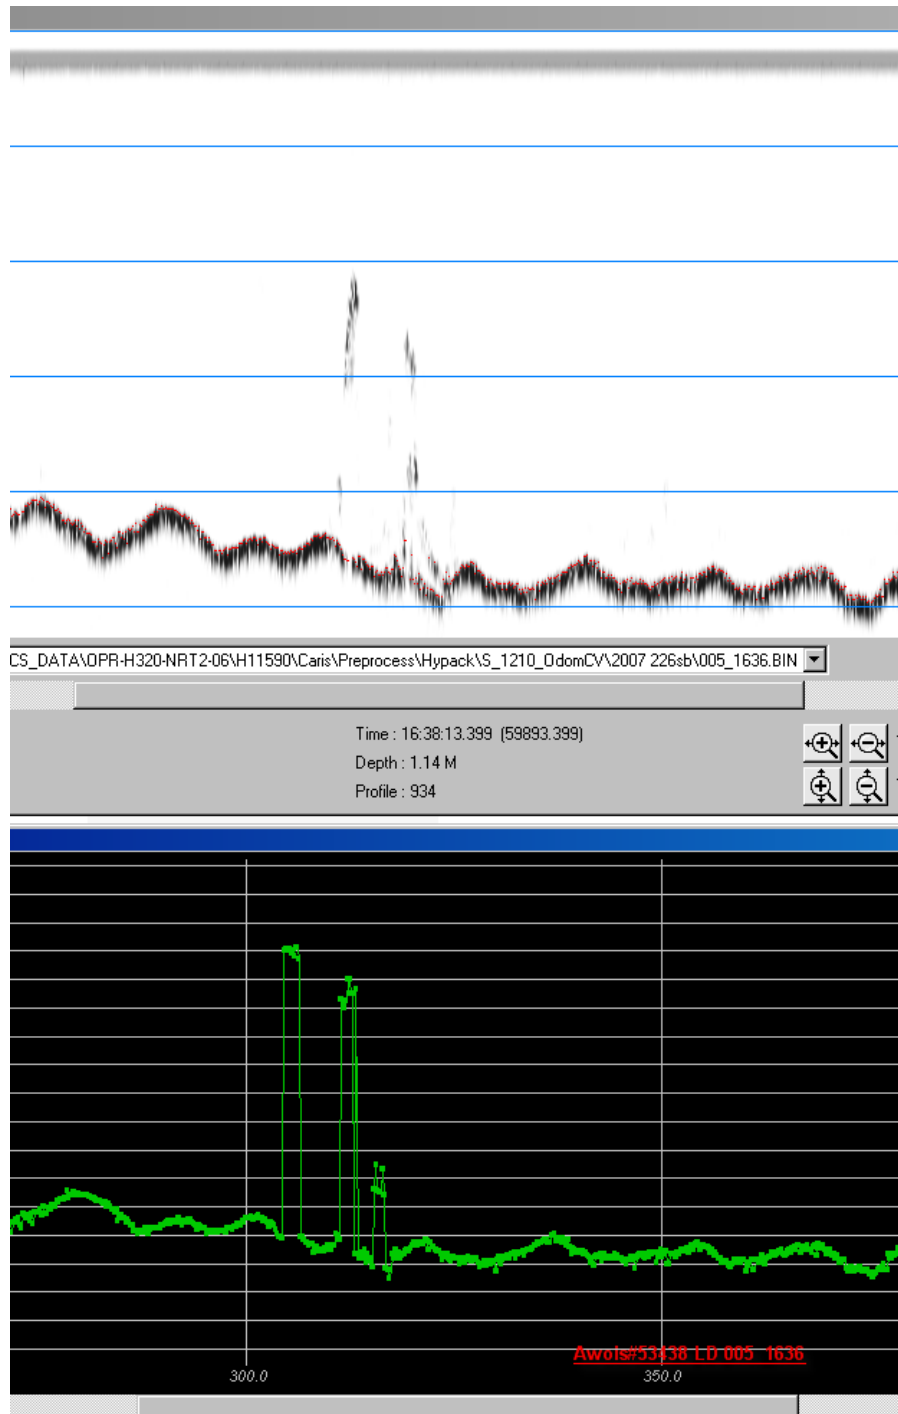 CS_DATA\OPR-H320-NRT2-06\H11590\Caris\Preprocess\Hypack\S_1210_OdomCV\2007 226sb\005_1636.BIN
Time : 16:38:13.399 (59893.399)
Depth : 1.14 M
Profile : 934
Awols#53438 LD 005_1636
300.0
350.0